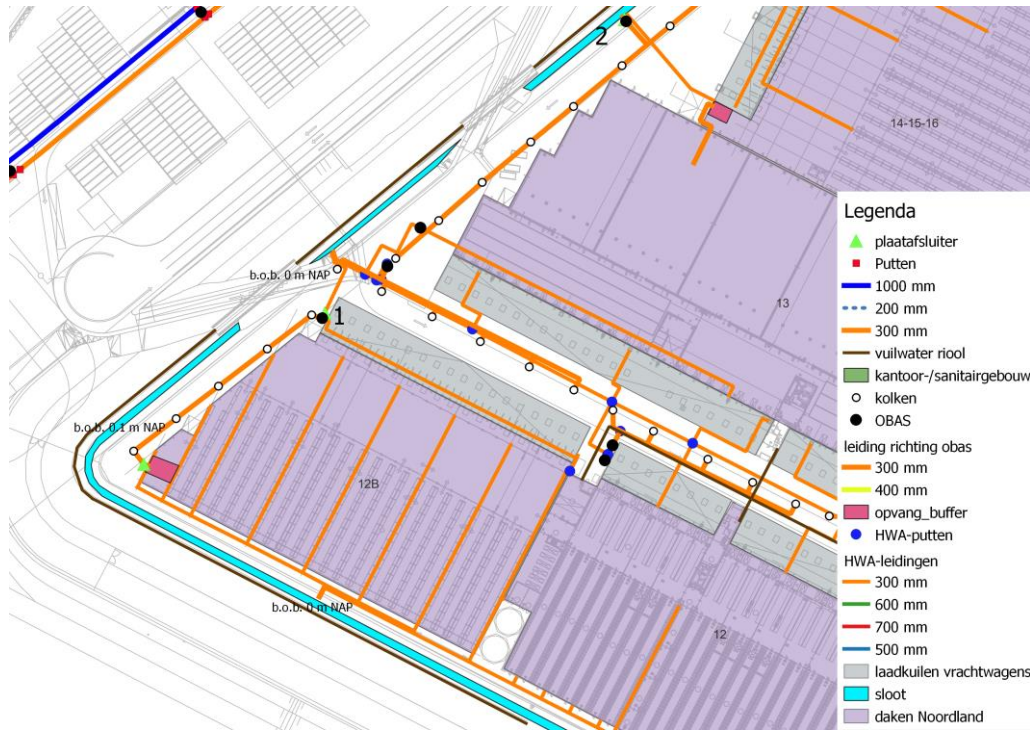 2
14-15-16
b.o.b. 0 m NAP
13
1
b.o.b. 0.1 m NAP
12B
b.o.b. 0 m NAP
12
Legenda
plaatafsluiter
Putten
1000 mm
200 mm
300 mm
vuilwater riool
kantoor-/sanitairgebouw
kolken
OBAS
leiding richting obas
300 mm
400 mm
opvang_buffer
HWA-putten
HWA-leidingen
300 mm
600 mm
700 mm
500 mm
laadkuilen vrachtwagens
sloot
daken Noordland